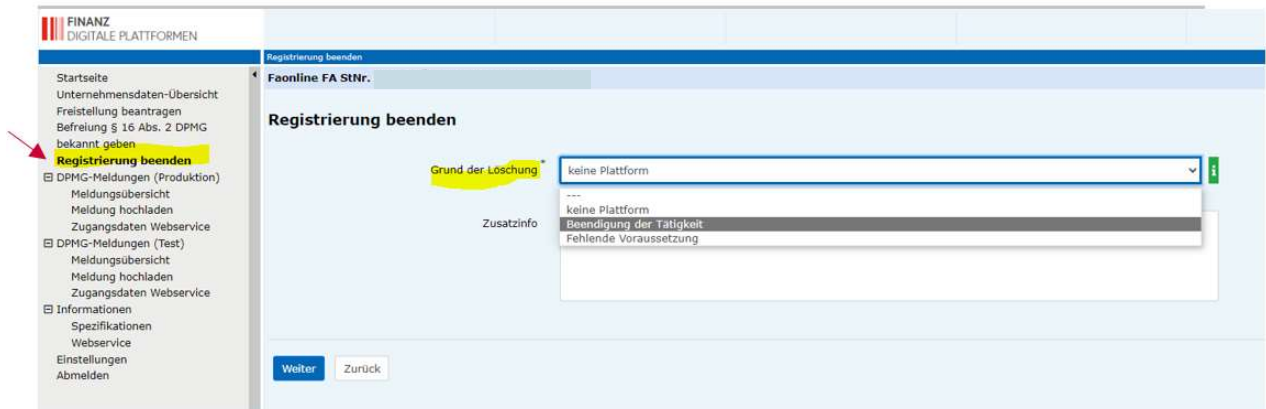 FINANZ
DIGITALE PLATTFORMEN
Registrierung beenden
Startseite
Unternehmensdaten-Übersicht
Freistellung beantragen
Befreiung § 16 Abs. 2 DPMG
bekannt geben
Registrierung beenden
DPMG-Meldungen (Produktion)
Meldungsübersicht
Meldung hochladen
Zugangsdaten Webservice
DPMG-Meldungen (Test)
Meldungsübersicht
Meldung hochladen
Zugangsdaten Webservice
Informationen
Spezifikationen
Webservice
Einstellungen
Abmelden
Faonline FA StNr.
Registrierung beenden
Grund der Löschung * keine Plattform
---
keine Plattform
Beendigung der Tätigkeit
Fehlende Voraussetzung
Zusatzinfo
Weiter Zurück